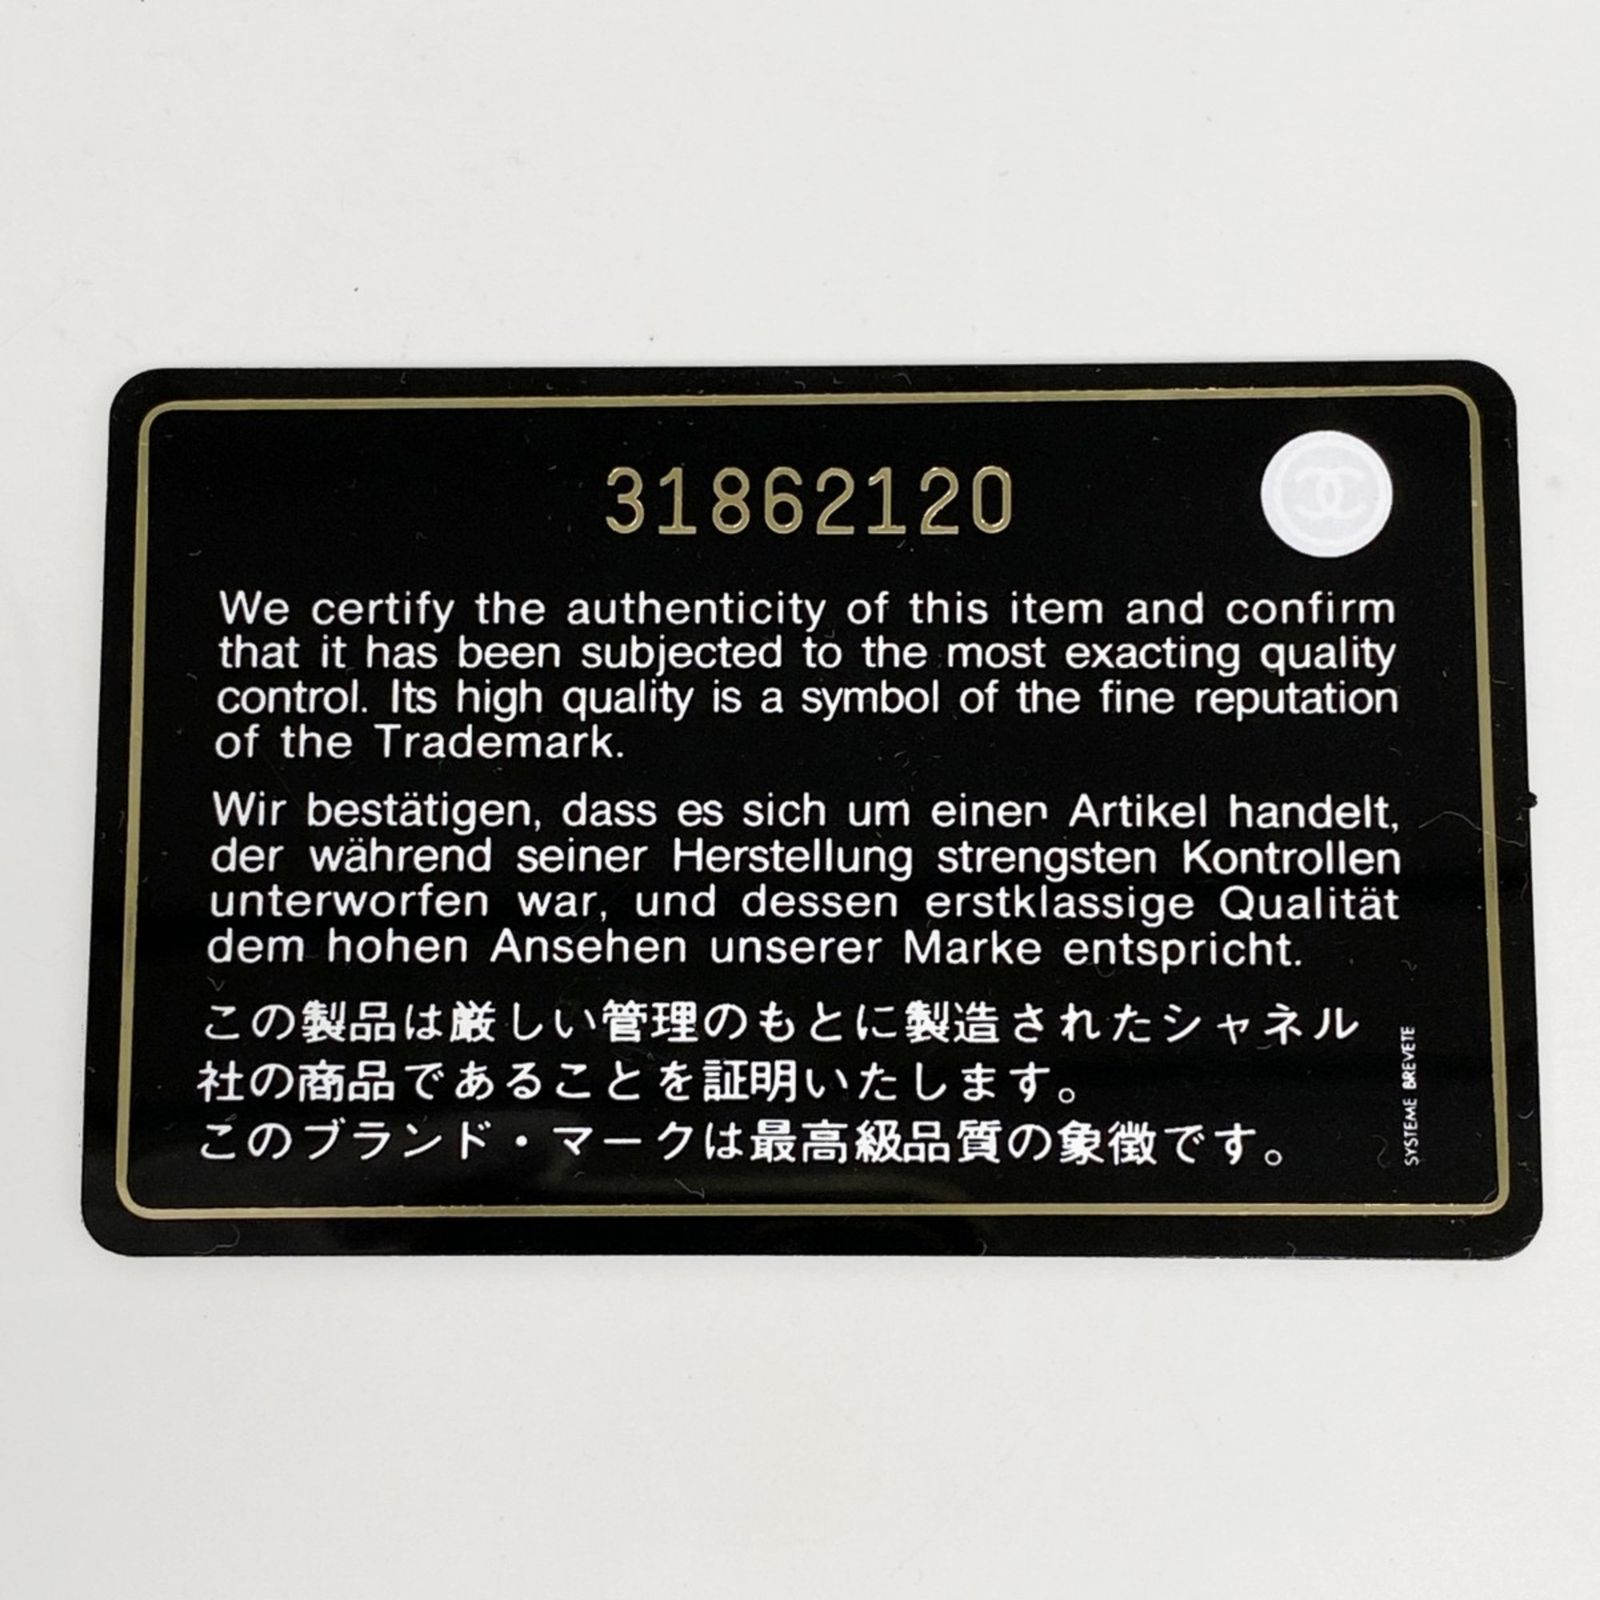 31862120
We certify the authenticity of this item and confirm
that it has been subjected to the most exacting quality
control. Its high quality is a symbol of the fine reputation
of the Trademark.
Wir bestätigen, dass es sich um einen Artikel handelt,
der während seiner Herstellung strengsten Kontrollen
unterworfen war, und dessen erstklassige Qualität
dem hohen Ansehen unserer Marke entspricht.
この製品は厳しい管理のもとに製造されたシャネル
社の商品であることを証明いたします。
このブランド・マークは最高級品質の象徴です。
SYSTEME BREVETE